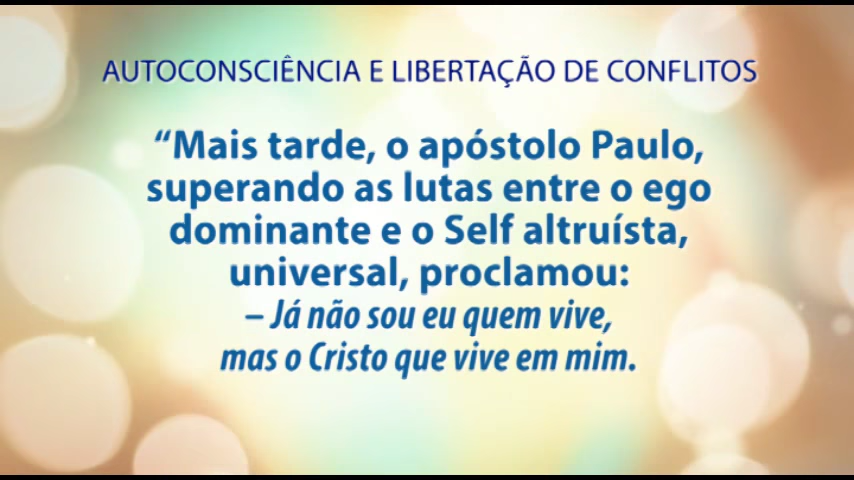 AUTOCONSCIÊNCIA E LIBERTAÇÃO DE CONFLITOS
“Mais tarde, o apóstolo Paulo,
superando as lutas entre o ego
dominante e o Self altruísta,
universal, proclamou:
– Já não sou eu quem vive,
mas o Cristo que vive em mim.